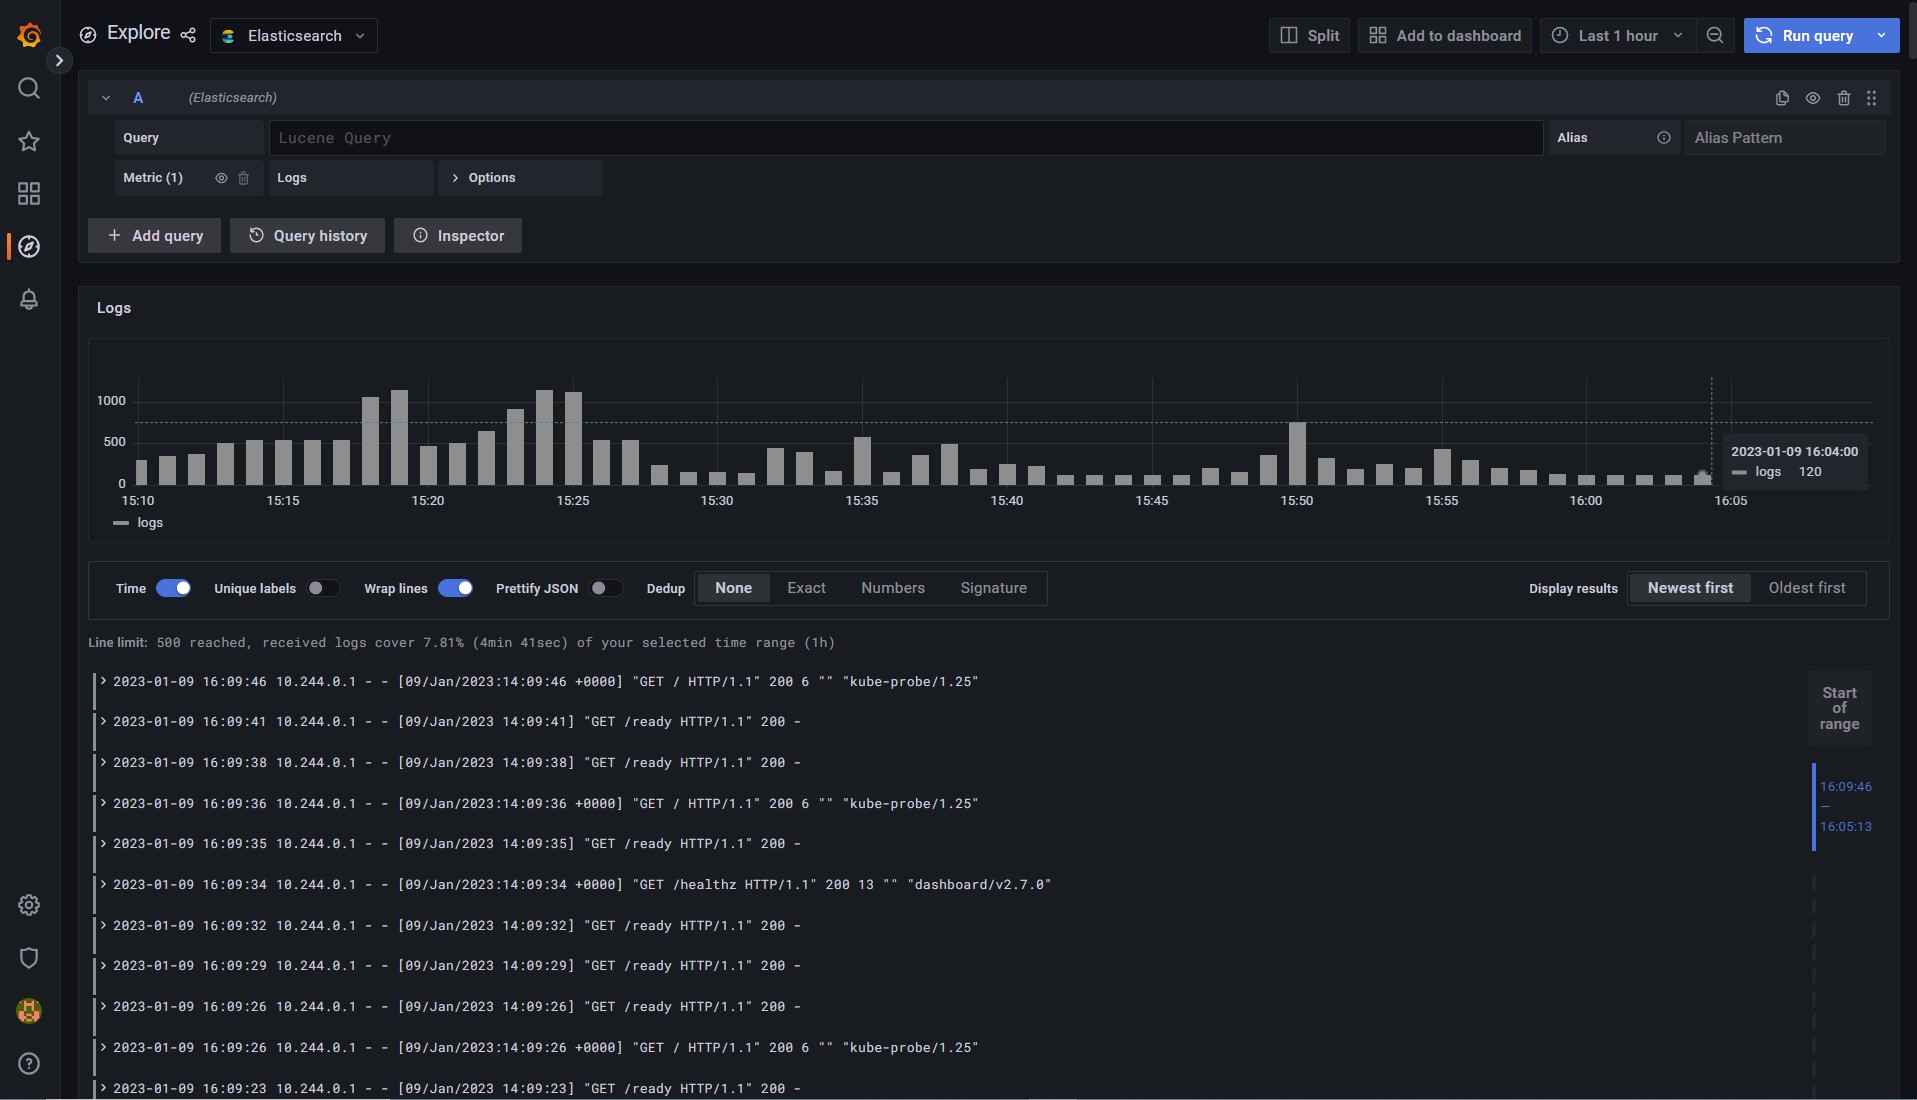 Explore Elasticsearch Split Add to dashboard Last 1 hour Run query
A (Elasticsearch)
Query Lucene Query Alias Alias Pattern
Metric (1) Logs Options
Add query Query history Inspector
Logs
1000
500
0
15:10 15:15 15:20 15:25 15:30 15:35 15:40 15:45 15:50 15:55 16:00 16:05
2023-01-09 16:04:00
logs 120
logs
Time Unique labels Wrap lines Prettify JSON Dedup None Exact Numbers Signature Display results Newest first Oldest first
Line limit: 500 reached, received logs cover 7.81% (4min 41sec) of your selected time range (1h)
2023-01-09 16:09:46 10.244.0.1 - - [09/Jan/2023:14:09:46 +0000] "GET / HTTP/1.1" 200 6 "" "kube-probe/1.25"
2023-01-09 16:09:41 10.244.0.1 - - [09/Jan/2023 14:09:41] "GET /ready HTTP/1.1" 200 -
2023-01-09 16:09:38 10.244.0.1 - - [09/Jan/2023 14:09:38] "GET /ready HTTP/1.1" 200 -
2023-01-09 16:09:36 10.244.0.1 - - [09/Jan/2023:14:09:36 +0000] "GET / HTTP/1.1" 200 6 "" "kube-probe/1.25"
2023-01-09 16:09:35 10.244.0.1 - - [09/Jan/2023 14:09:35] "GET /ready HTTP/1.1" 200 -
2023-01-09 16:09:34 10.244.0.1 - - [09/Jan/2023:14:09:34 +0000] "GET /healthz HTTP/1.1" 200 13 "" "dashboard/v2.7.0"
2023-01-09 16:09:32 10.244.0.1 - - [09/Jan/2023 14:09:32] "GET /ready HTTP/1.1" 200 -
2023-01-09 16:09:29 10.244.0.1 - - [09/Jan/2023 14:09:29] "GET /ready HTTP/1.1" 200 -
2023-01-09 16:09:26 10.244.0.1 - - [09/Jan/2023 14:09:26] "GET /ready HTTP/1.1" 200 -
2023-01-09 16:09:26 10.244.0.1 - - [09/Jan/2023:14:09:26 +0000] "GET / HTTP/1.1" 200 6 "" "kube-probe/1.25"
2023-01-09 16:09:23 10.244.0.1 - - [09/Jan/2023 14:09:23] "GET /ready HTTP/1.1" 200 -
Start
of
range
16:09:46
—
16:05:13